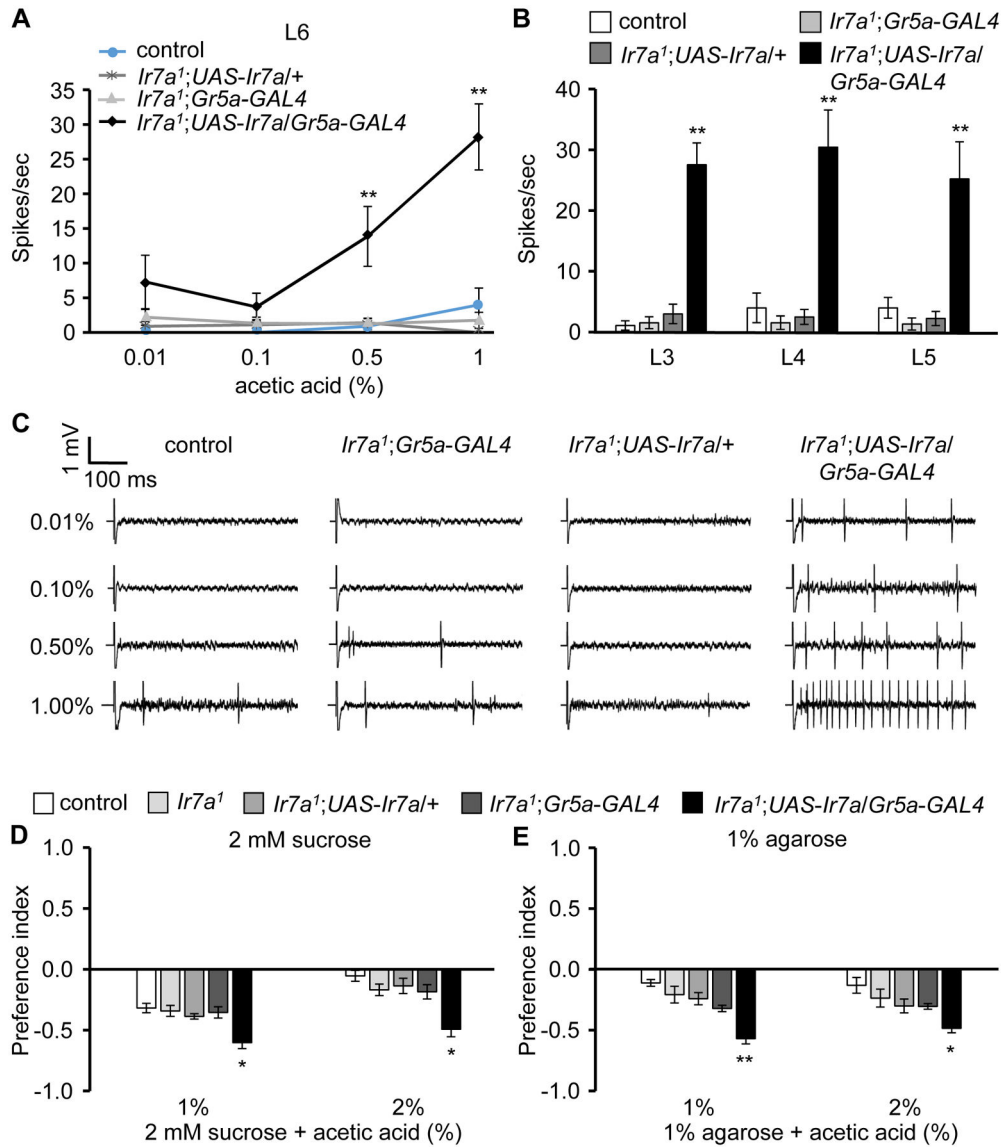 A
L6
control
Ir7a¹;UAS-Ir7a/+
Ir7a¹;Gr5a-GAL4
Ir7a¹;UAS-Ir7a/Gr5a-GAL4
Spikes/sec
35
30
25
20
15
10
5
0
**
**
0.01 0.1 0.5 1
acetic acid (%)
B
control
Ir7a¹;Gr5a-GAL4
Ir7a¹;UAS-Ir7a/+
Ir7a¹;UAS-Ir7a/
Gr5a-GAL4
Spikes/sec
40
30
20
10
0
** ** **
L3 L4 L5
C
1 mV
100 ms
control
Ir7a¹;Gr5a-GAL4
Ir7a¹;UAS-Ir7a/+
Ir7a¹;UAS-Ir7a/
Gr5a-GAL4
0.01%
0.10%
0.50%
1.00%
control Ir7a¹ Ir7a¹;UAS-Ir7a/+ Ir7a¹;Gr5a-GAL4 Ir7a¹;UAS-Ir7a/Gr5a-GAL4
D
2 mM sucrose
Preference index
1.0
0.5
0.0
-0.5
-1.0
* *
1% 2%
2 mM sucrose + acetic acid (%)
E
1% agarose
Preference index
1.0
0.5
0.0
-0.5
-1.0
** *
1% 2%
1% agarose + acetic acid (%)